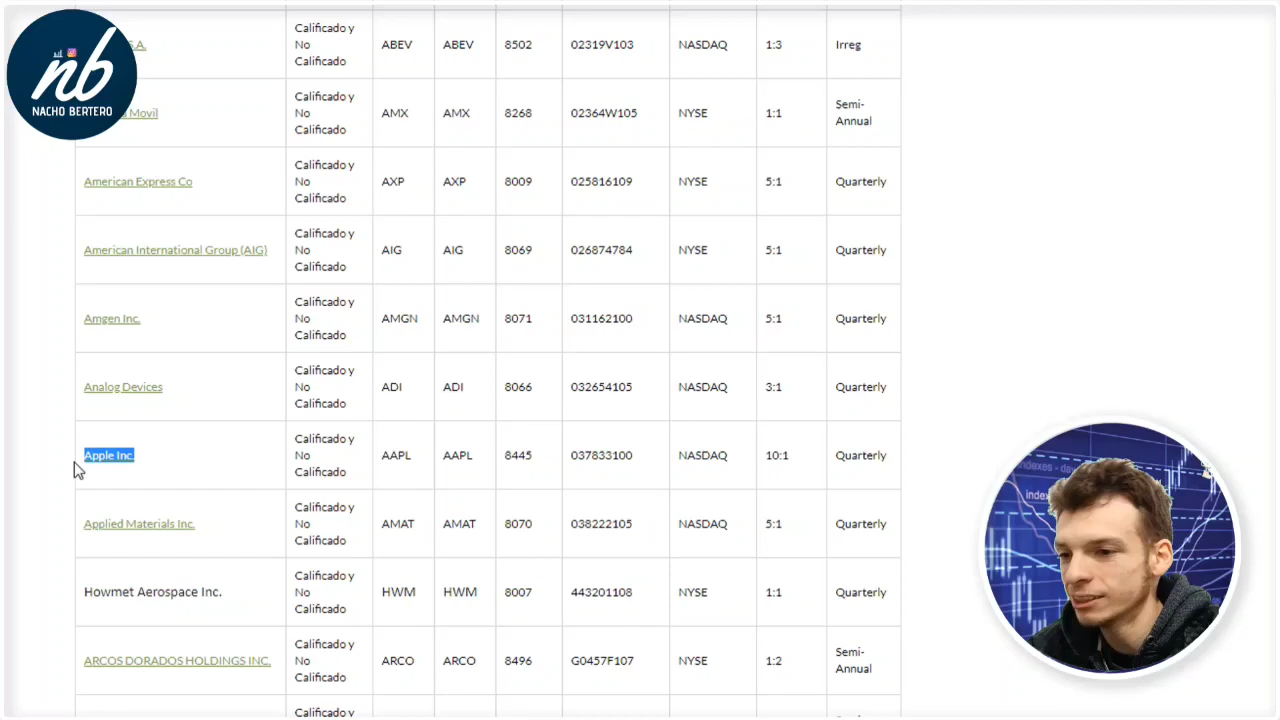 nb
NACHO BERTERO
S.A.
Calificado y
No
Calificado
ABEV
ABEV
8502
02319V103
NASDAQ
1:3
Irreg
Movil
Calificado y
No
Calificado
AMX
AMX
8268
02364W105
NYSE
1:1
Semi-
Annual
American Express Co
Calificado y
No
Calificado
AXP
AXP
8009
025816109
NYSE
5:1
Quarterly
American International Group (AIG)
Calificado y
No
Calificado
AIG
AIG
8069
026874784
NYSE
5:1
Quarterly
Amgen Inc.
Calificado y
No
Calificado
AMGN
AMGN
8071
031162100
NASDAQ
5:1
Quarterly
Analog Devices
Calificado y
No
Calificado
ADI
ADI
8066
032654105
NASDAQ
3:1
Quarterly
Apple Inc.
Calificado y
No
Calificado
AAPL
AAPL
8445
037833100
NASDAQ
10:1
Quarterly
Applied Materials Inc.
Calificado y
No
Calificado
AMAT
AMAT
8070
038222105
NASDAQ
5:1
Quarterly
Howmet Aerospace Inc.
Calificado y
No
Calificado
HWM
HWM
8007
443201108
NYSE
1:1
Quarterly
ARCOS DORADOS HOLDINGS INC.
Calificado y
No
Calificado
ARCO
ARCO
8496
G0457F107
NYSE
1:2
Semi-
Annual
Calificado y